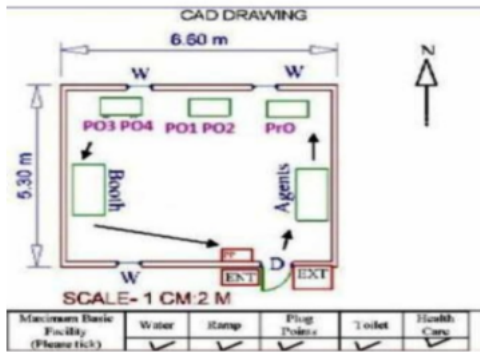 CAD DRAWING
6.60 m
W W
N
PO3 PO4 PO1 PO2 PrO
5.30 m
Booth
Agents
W
ENT
D
EXT
SCALE- 1 CM:2 M
Maximum Basic Facility (Please tick) Water Ramp Plug Points Toilet Health Care